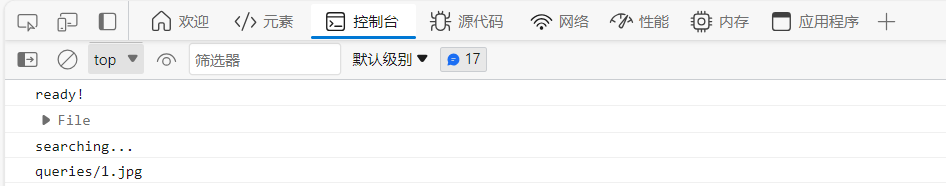 欢迎 元素 控制台 源代码 网络 性能 内存 应用程序
top 筛选器 默认级别 17
ready!
File
searching...
queries/1.jpg